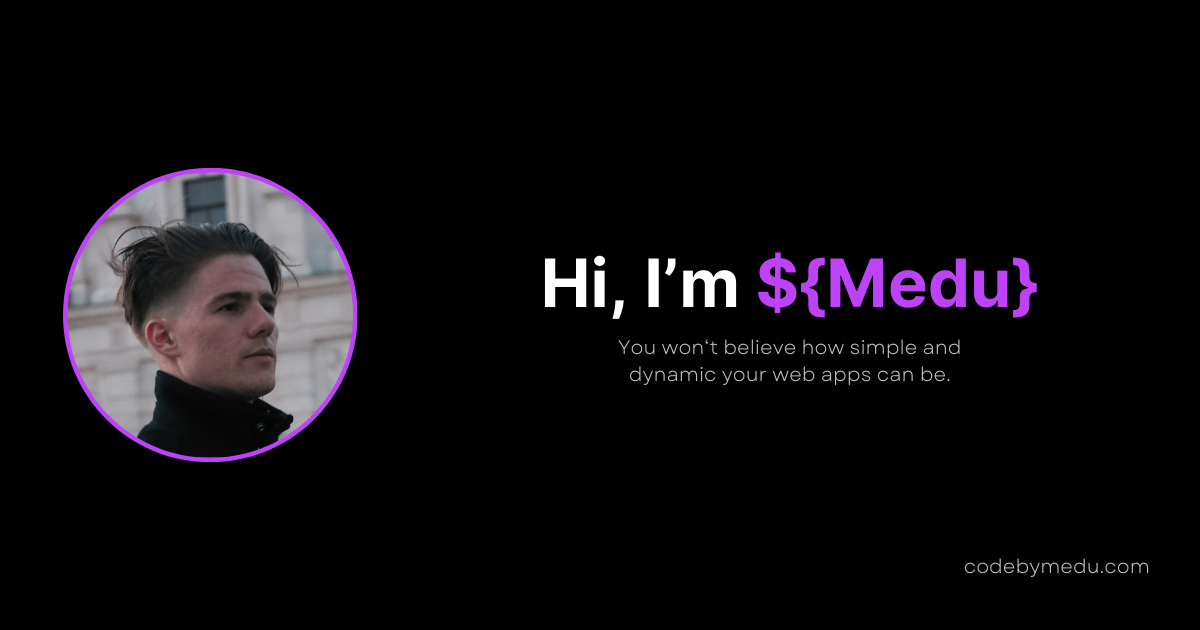 Hi, I’m ${Medu}
You won‘t believe how simple and
dynamic your web apps can be.
codebymedu.com